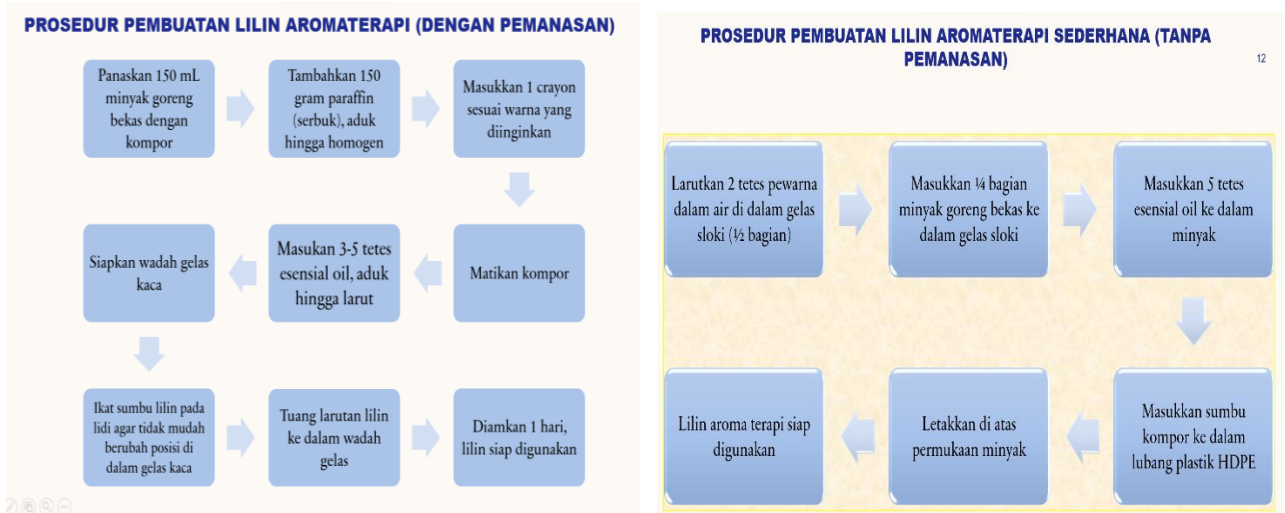 PROSEDUR PEMBUATAN LILIN AROMATERAPI (DENGAN PEMANASAN)
Panaskan 150 mL
minyak goreng
bekas dengan
kompor
Tambahkan 150
gram paraffin
(serbuk), aduk
hingga homogen
Masukkan 1 crayon
sesuai warna yang
diinginkan
Matikan kompor
Masukan 3-5 tetes
esensial oil, aduk
hingga larut
Siapkan wadah gelas
kaca
Ikat sumbu lilin pada
lidi agar tidak mudah
berubah posisi di
dalam gelas kaca
Tuang larutan lilin
ke dalam wadah
gelas
Diamkan 1 hari,
lilin siap digunakan
PROSEDUR PEMBUATAN LILIN AROMATERAPI SEDERHANA (TANPA
PEMANASAN)
12
Larutkan 2 tetes pewarna
dalam air di dalam gelas
sloki (½ bagian)
Masukkan ¼ bagian
minyak goreng bekas ke
dalam gelas sloki
Masukkan 5 tetes
esensial oil ke dalam
minyak
Masukkan sumbu
kompor ke dalam
lubang plastik HDPE
Letakkan di atas
permukaan minyak
Lilin aroma terapi siap
digunakan